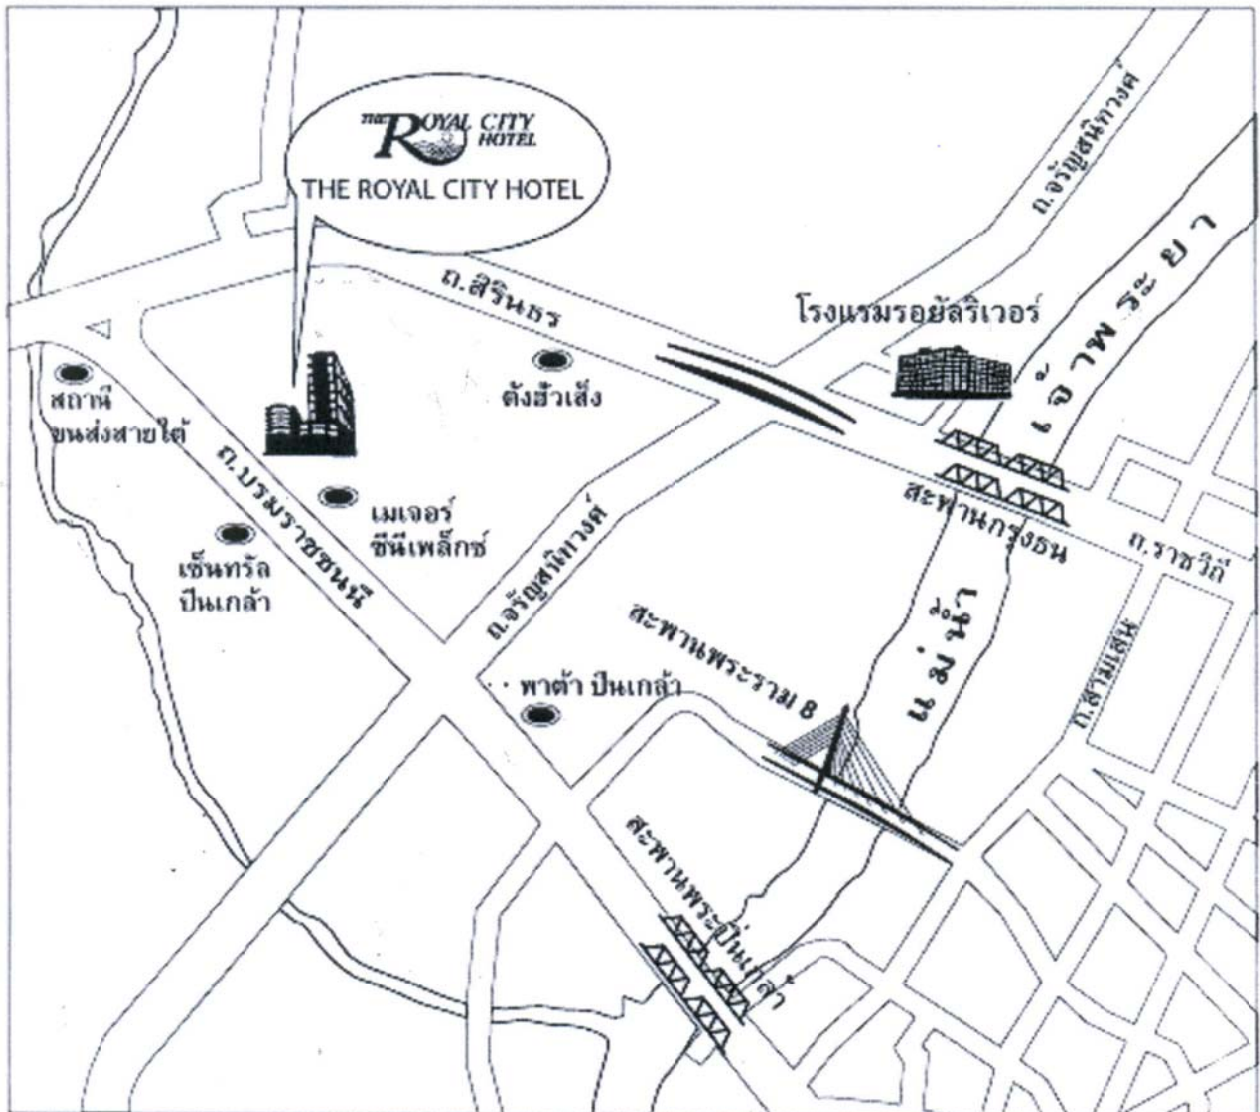 THE ROYAL CITY HOTEL
THE ROYAL CITY HOTEL
ถ.จรัญสนิทวงศ์
ถ.สิรินธร
โรงแรมรอยัลริเวอร์
แม่น้ำ
เจ้าพระยา
สถานี
ขนส่งสายใต้
ตั้งฮั่วเส็ง
ถ.บรมราชชนนี
เมเจอร์
ซีนีเพล็กซ์
เซ็นทรัล
ปิ่นเกล้า
ถ.จรัญสนิทวงศ์
สะพานกรุงธน
ถ.ราชวิถี
ถ.สามเสน
สะพานพระราม 8
พาต้า ปิ่นเกล้า
สะพานพระปิ่นเกล้า